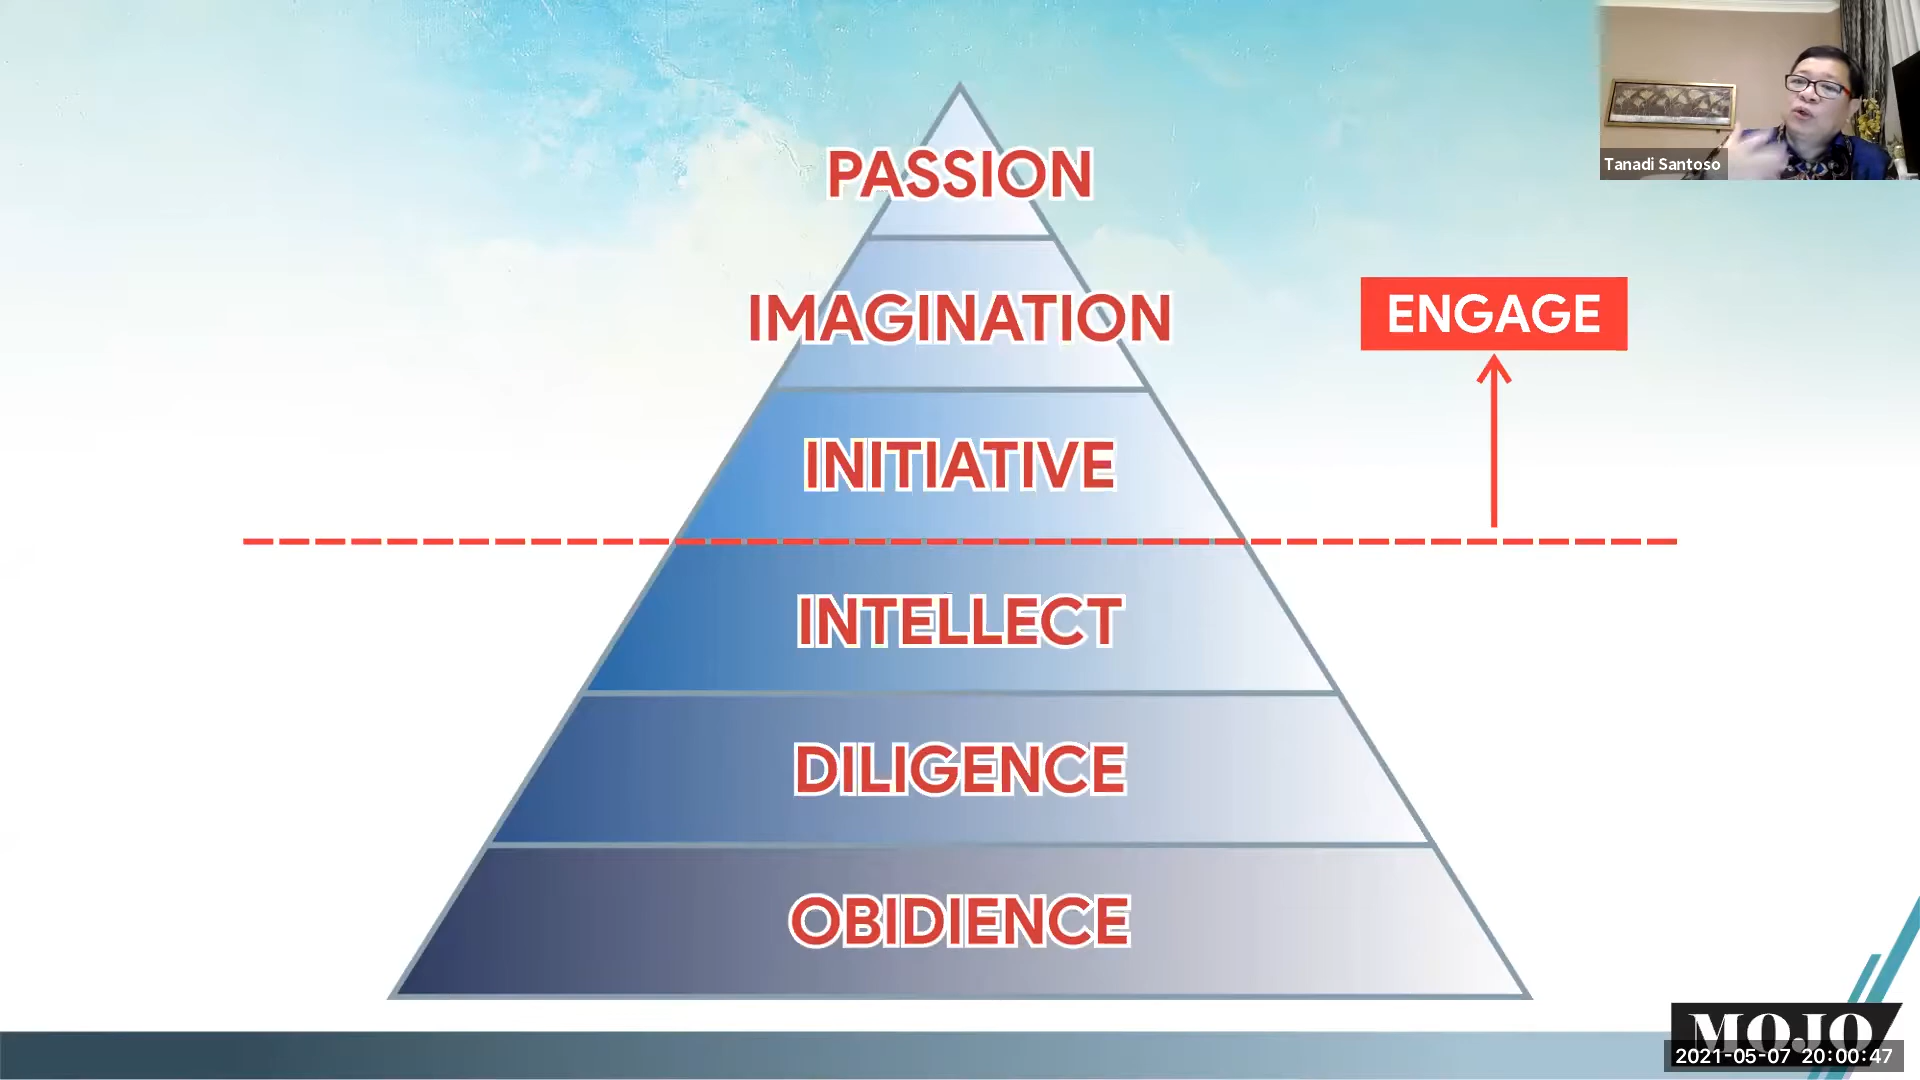 Tanadi Santoso
PASSION
IMAGINATION
ENGAGE
INITIATIVE
INTELLECT
DILIGENCE
OBIDIENCE
MOJO
2021-05-07 20:00:47